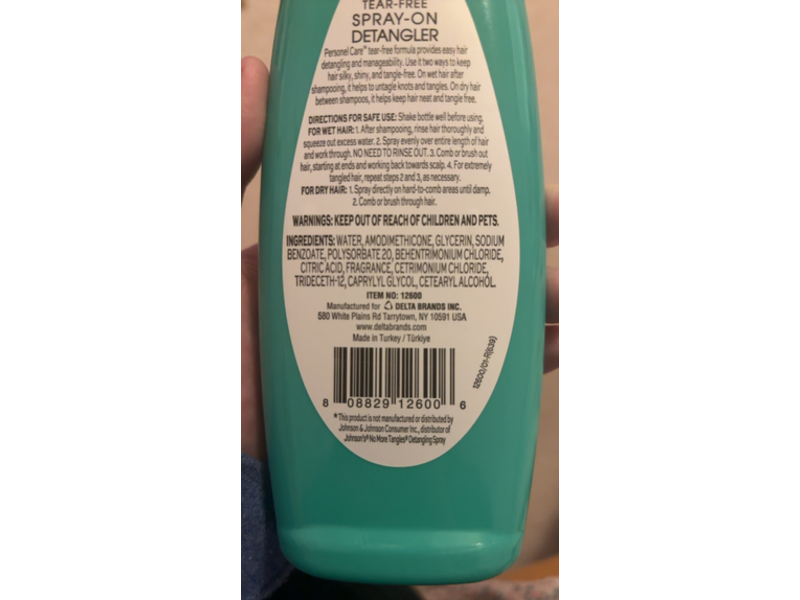 TEAR-FREE
SPRAY-ON
DETANGLER
Personel Care™ tear-free formula provides easy hair
detangling and manageability. Use it two ways to keep
hair silky, shiny, and tangle-free. On wet hair after
shampooing, it helps to untagle knots and tangles. On dry hair
between shampoos, it helps keep hair neat and tangle free.
DIRECTIONS FOR SAFE USE: Shake bottle well before using.
FOR WET HAIR: 1. After shampooing, rinse hair thoroughly and
squeeze out excess water. 2. Spray evenly over entire length of hair
and work through. NO NEED TO RINSE OUT. 3. Comb or brush out
hair, starting at ends and working back towards scalp. 4. For extremely
tangled hair, repeat steps 2 and 3, as necessary.
FOR DRY HAIR: 1. Spray directly on hard-to-comb areas until damp.
2. Comb or brush through hair.
WARNINGS: KEEP OUT OF REACH OF CHILDREN AND PETS.
INGREDIENTS: WATER, AMODIMETHICONE, GLYCERIN, SODIUM
BENZOATE, POLYSORBATE 20, BEHENTRIMONIUM CHLORIDE,
CITRIC ACID, FRAGRANCE, CETRIMONIUM CHLORIDE,
TRIDECETH-12, CAPRYLYL GLYCOL, CETEARYL ALCOHOL.
ITEM NO: 12600
Manufactured for DELTA BRANDS INC.
580 White Plains Rd Tarrytown, NY 10591 USA
www.deltabrands.com
Made in Turkey / Türkiye
12600/01-R(639)
8 08829 12600 6
*This product is not manufactured or distributed by
Johnson & Johnson Consumer Inc., distributor of
Johnson's® No More Tangles® Detangling Spray